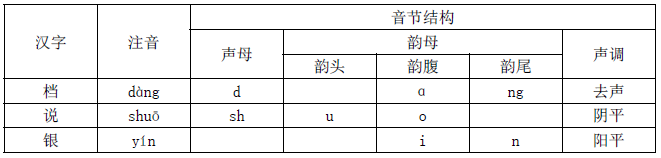 汉字 注音 音节结构
声母 韵母 声调
韵头 韵腹 韵尾
档 dàng d ɑ ng 去声
说 shuō sh u o 阴平
银 yín i n 阳平